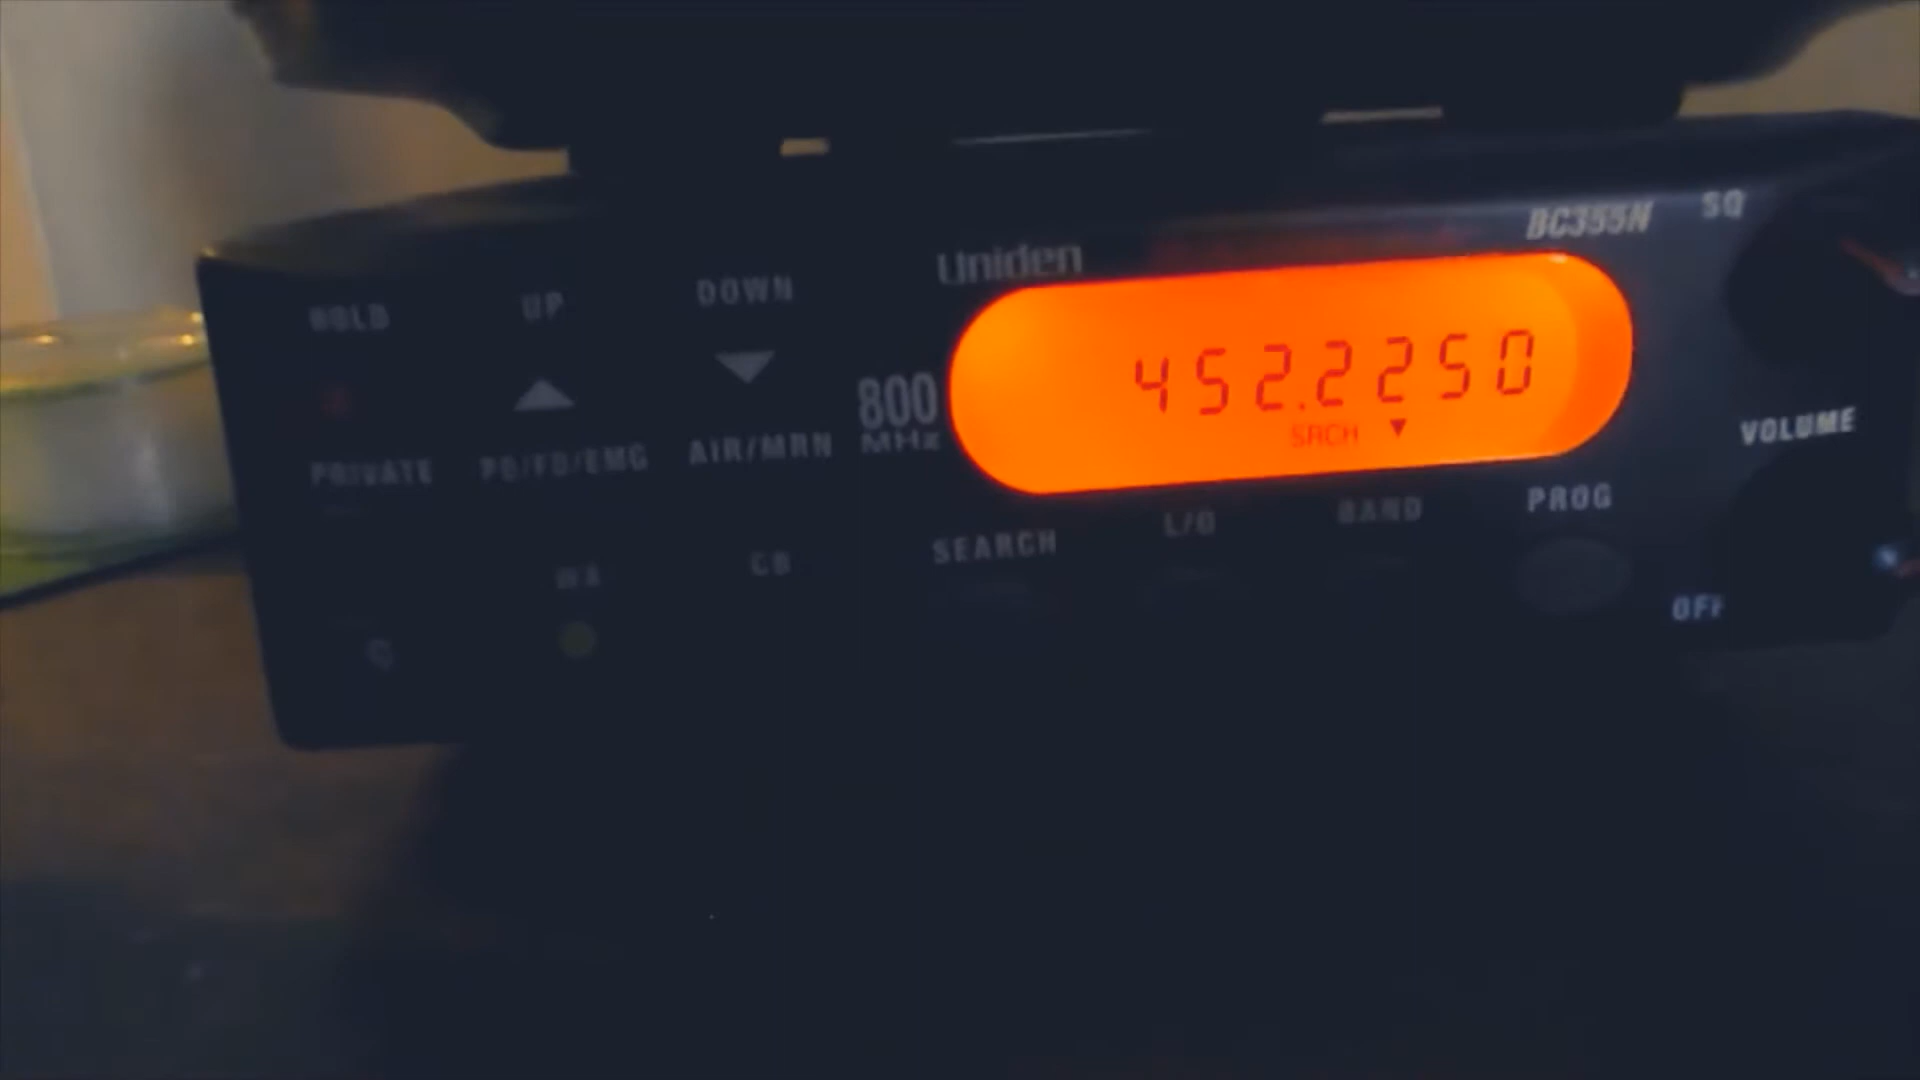 BC355N SQ
Uniden
HOLD UP DOWN
452.2250
SRCH ▼
800
MHz
VOLUME
PRIVATE PO/FD/EMG AIR/MRN
SEARCH L/O BAND PROG
WX CB
OFF